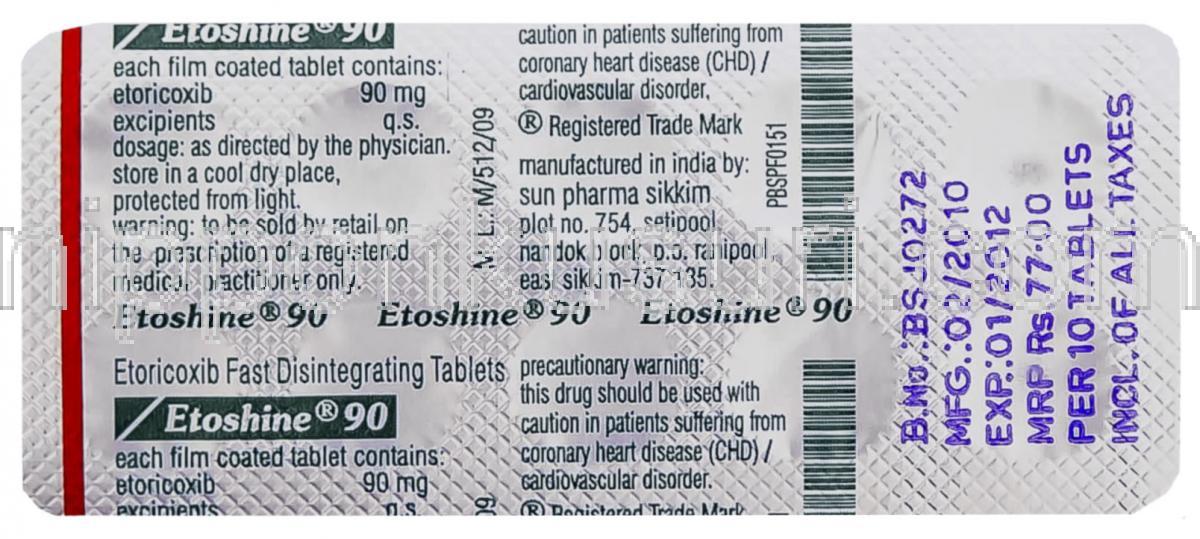 Etoshine® 90
each film coated tablet contains:
etoricoxib 90 mg
excipients q.s.
dosage: as directed by the physician.
store in a cool dry place,
protected from light.
warning: to be sold by retail on
the prescription of a registered
medical practitioner only.
M.L.: M/512/09
caution in patients suffering from
coronary heart disease (CHD) /
cardiovascular disorder.
® Registered Trade Mark
manufactured in india by:
sun pharma sikkim
plot no. 754, setipool
nandok block, p.o. ranipool,
east sikkim-737 135.
PBSPF0151
Etoshine® 90 Etoshine® 90 Etoshine® 90
Etoricoxib Fast Disintegrating Tablets
Etoshine® 90
each film coated tablet contains:
etoricoxib 90 mg
excipients q.s.
09
precautionary warning:
this drug should be used with
caution in patients suffering from
coronary heart disease (CHD) /
cardiovascular disorder.
® Registered Trade Mark
B.No.:BSJ0272
MFG.:02/2010
EXP.:01/2012
MRP Rs.77.00
PER 10 TABLETS
INCL.OF ALL TAXES